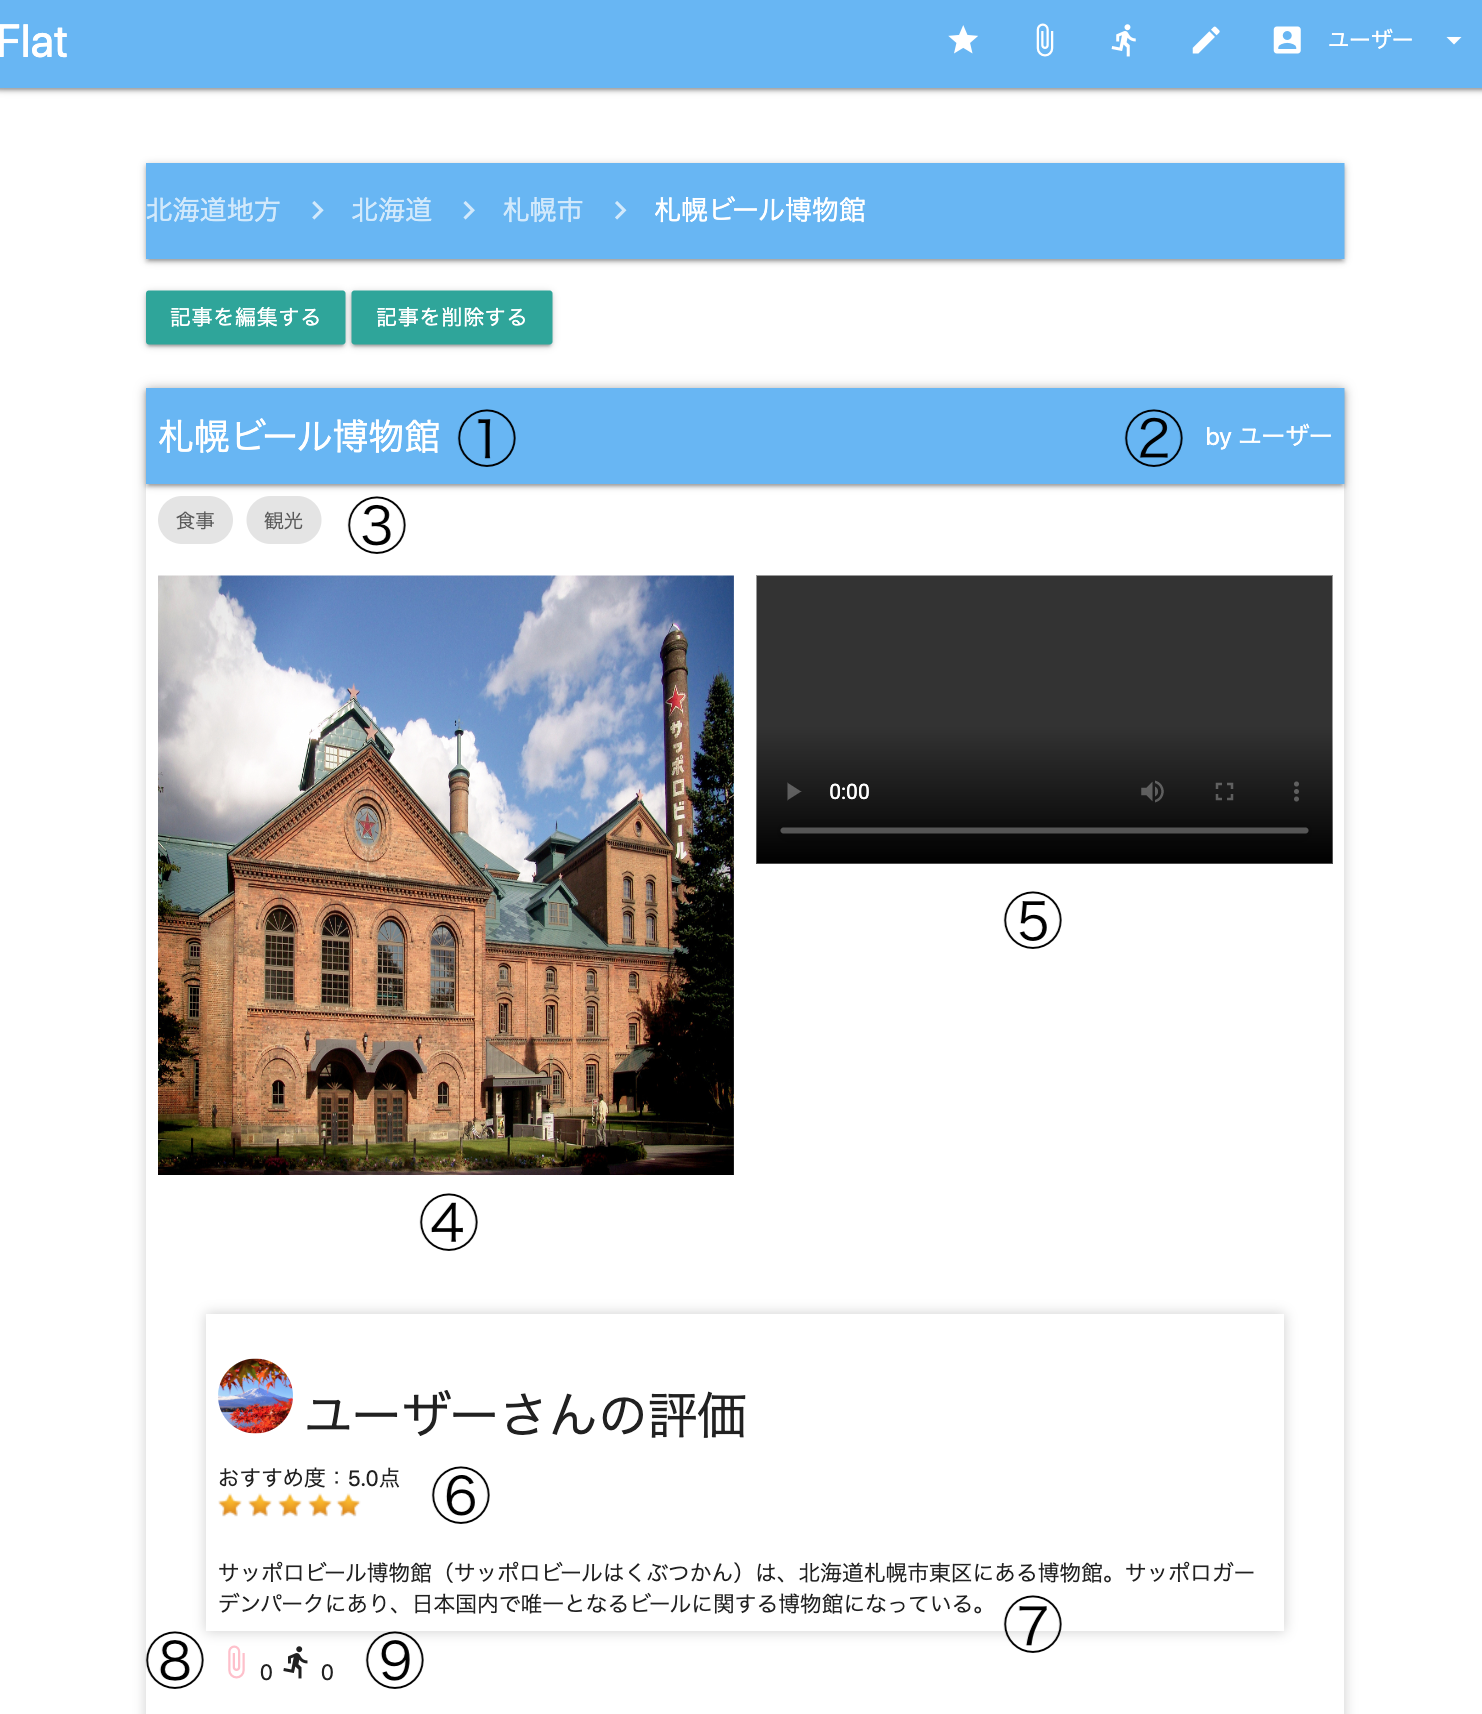 Flat ユーザー
北海道地方 北海道 札幌市 札幌ビール博物館
記事を編集する 記事を削除する
札幌ビール博物館 ① ② by ユーザー
食事 観光 ③
サッポロビール
0:00
⑤
④
ユーザーさんの評価
おすすめ度：5.0点
⑥
サッポロビール博物館（サッポロビールはくぶつかん）は、北海道札幌市東区にある博物館。サッポロガー
デンパークにあり、日本国内で唯一となるビールに関する博物館になっている。
⑦
⑧ 0 0 ⑨